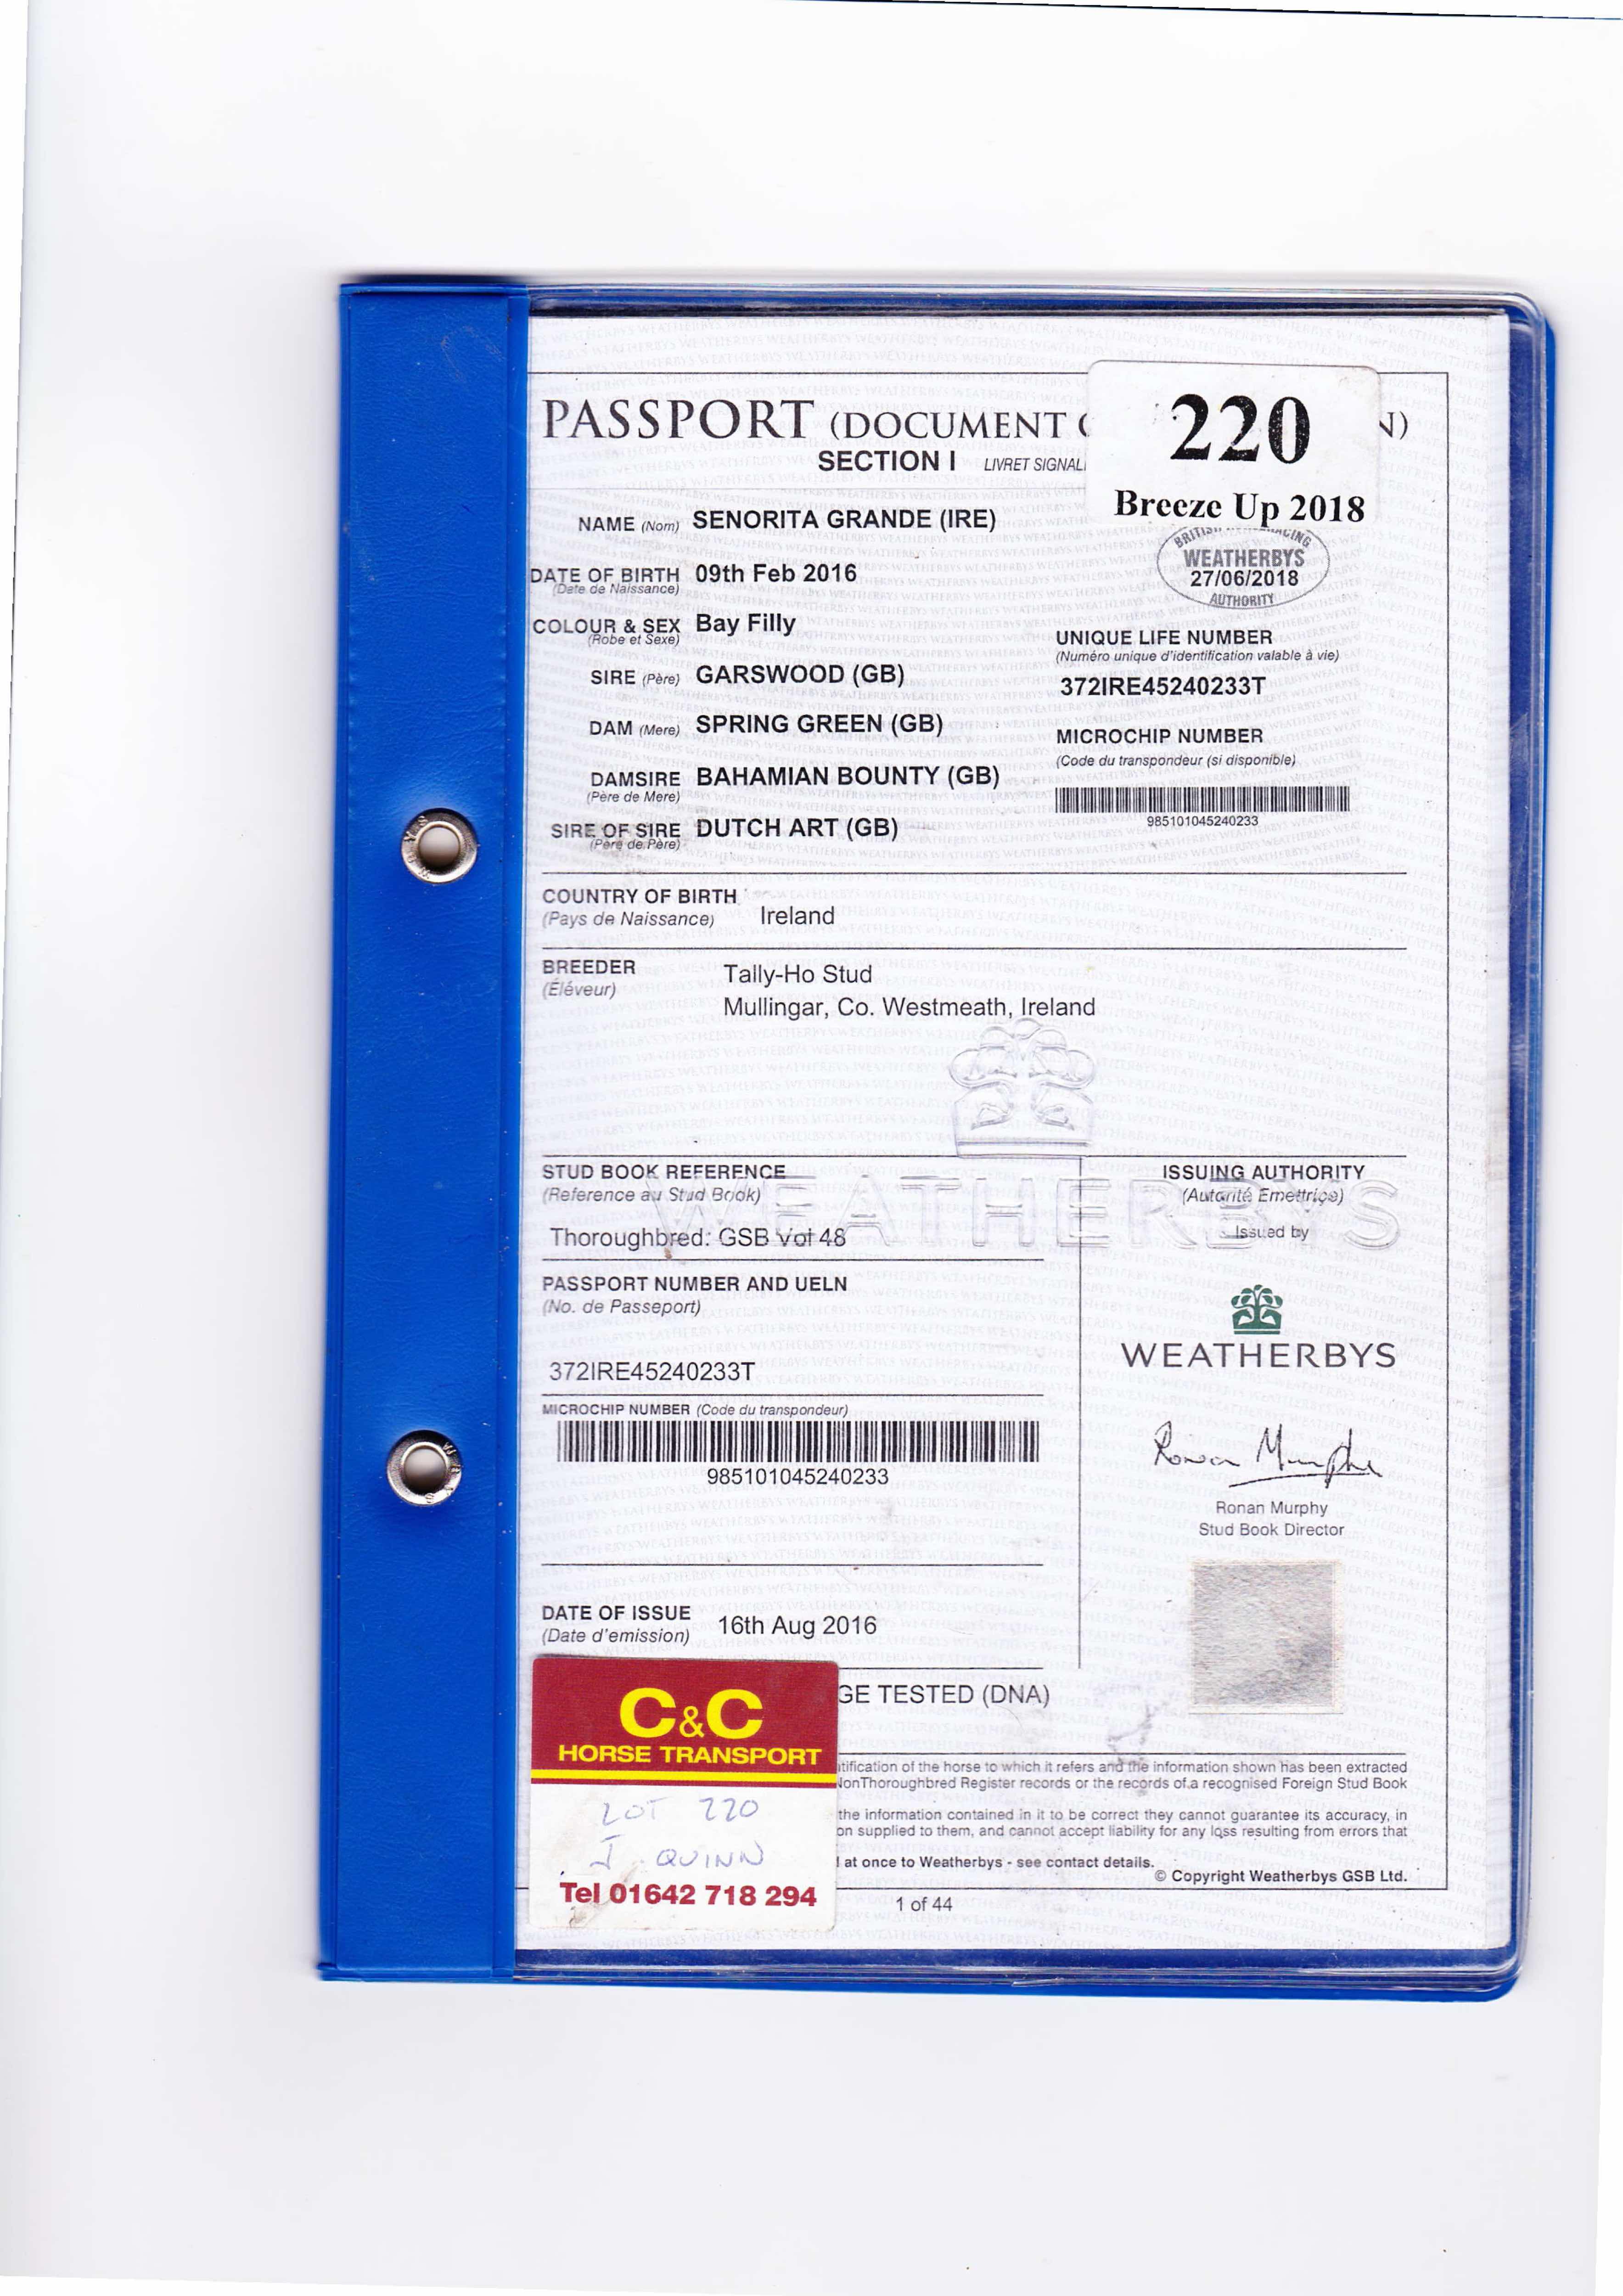 PASSPORT (DOCUMENT N)
220
SECTION I LIVRET SIGNAL
Breeze Up 2018
NAME (Nom) SENORITA GRANDE (IRE)
WEATHERBYS
27/06/2018
AUTHORITY
DATE OF BIRTH 09th Feb 2016
(Date de Naissance)
COLOUR & SEX Bay Filly
(Robe et Sexe)
UNIQUE LIFE NUMBER
(Numéro unique d'identification valable à vie)
SIRE (Père) GARSWOOD (GB)
372IRE45240233T
DAM (Mere) SPRING GREEN (GB)
MICROCHIP NUMBER
(Code du transpondeur (si disponible)
DAMSIRE BAHAMIAN BOUNTY (GB)
(Père de Mere)
985101045240233
SIRE OF SIRE DUTCH ART (GB)
(Père de Père)
COUNTRY OF BIRTH
(Pays de Naissance) Ireland
BREEDER Tally-Ho Stud
(Éléveur)
Mullingar, Co. Westmeath, Ireland
WEATHERBYS
STUD BOOK REFERENCE
(Reference au Stud Book)
Thoroughbred: GSB Vol 48
ISSUING AUTHORITY
(Autorité Emettrice)
Issued by
PASSPORT NUMBER AND UELN
(No. de Passeport)
WEATHERBYS
372IRE45240233T
MICROCHIP NUMBER (Code du transpondeur)
985101045240233
Ronan Murphy
Ronan Murphy
Stud Book Director
DATE OF ISSUE 16th Aug 2016
(Date d'emission)
GE TESTED (DNA)
C&C
HORSE TRANSPORT
LOT 220
J. QUINN
Tel 01642 718 294
tification of the horse to which it refers and the information shown has been extracted
NonThoroughbred Register records or the records of a recognised Foreign Stud Book
the information contained in it to be correct they cannot guarantee its accuracy, in
on supplied to them, and cannot accept liability for any loss resulting from errors that
at once to Weatherbys - see contact details.
© Copyright Weatherbys GSB Ltd.
1 of 44